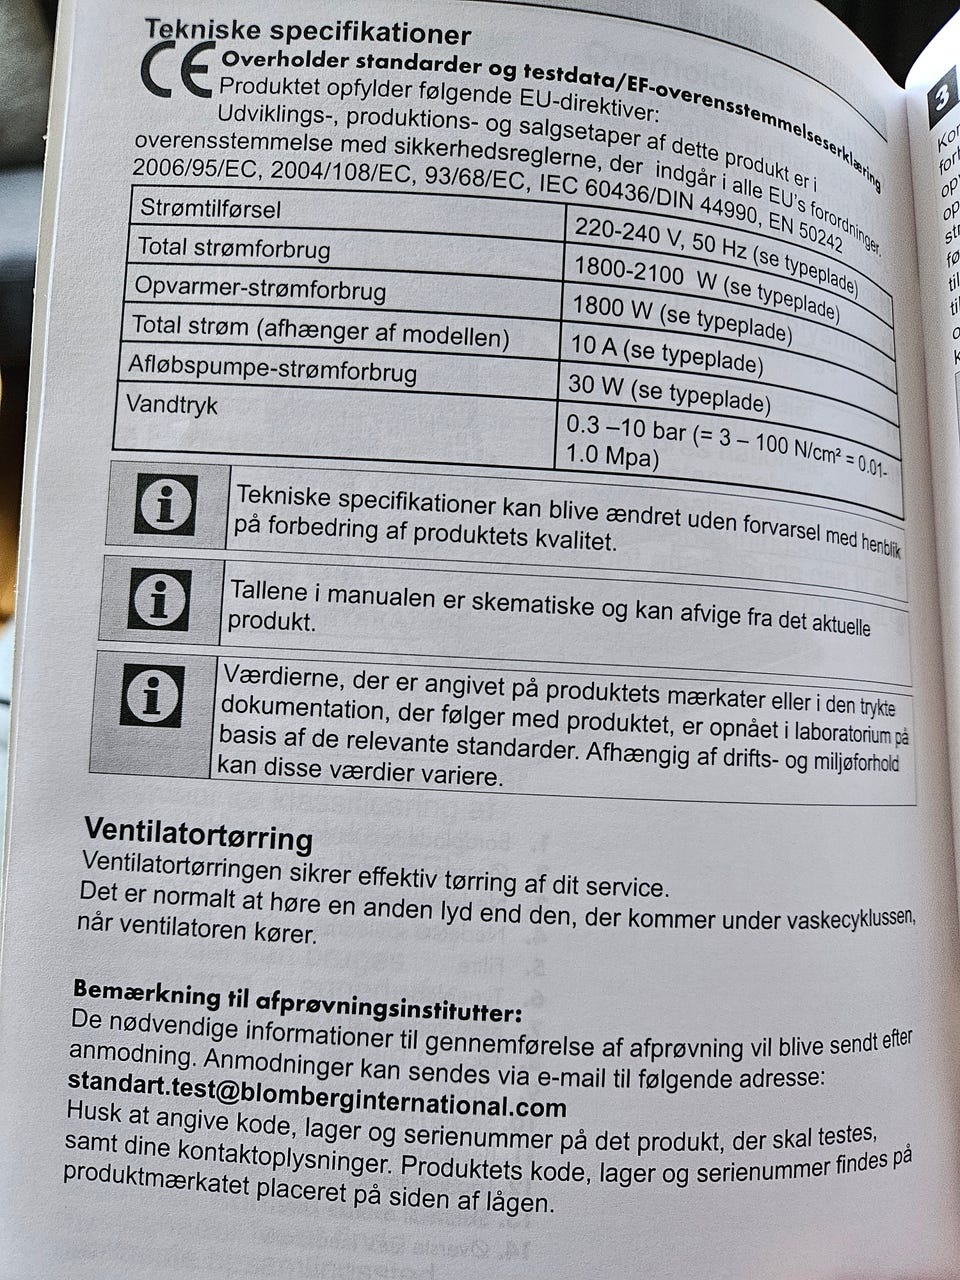 Tekniske specifikationer
CE Overholder standarder og testdata/EF-overensstemmelseserklæring
Produktet opfylder følgende EU-direktiver:
Udviklings-, produktions- og salgsetaper af dette produkt er i
overensstemmelse med sikkerhedsreglerne, der indgår i alle EU's forordninger.
2006/95/EC, 2004/108/EC, 93/68/EC, IEC 60436/DIN 44990, EN 50242
Strømtilførsel 220-240 V, 50 Hz (se typeplade)
Total strømforbrug 1800-2100 W (se typeplade)
Opvarmer-strømforbrug 1800 W (se typeplade)
Total strøm (afhænger af modellen) 10 A (se typeplade)
Afløbspumpe-strømforbrug 30 W (se typeplade)
Vandtryk 0.3 –10 bar (= 3 – 100 N/cm² = 0.01-
1.0 Mpa)
Tekniske specifikationer kan blive ændret uden forvarsel med henblik
på forbedring af produktets kvalitet.
Tallene i manualen er skematiske og kan afvige fra det aktuelle
produkt.
Værdierne, der er angivet på produktets mærkater eller i den trykte
dokumentation, der følger med produktet, er opnået i laboratorium på
basis af de relevante standarder. Afhængig af drifts- og miljøforhold
kan disse værdier variere.
Ventilatortørring
Ventilatortørringen sikrer effektiv tørring af dit service.
Det er normalt at høre en anden lyd end den, der kommer under vaskecyklussen,
når ventilatoren kører.
Bemærkning til afprøvningsinstitutter:
De nødvendige informationer til gennemførelse af afprøvning vil blive sendt efter
anmodning. Anmodninger kan sendes via e-mail til følgende adresse:
standart.test@blomberginternational.com
Husk at angive kode, lager og serienummer på det produkt, der skal testes,
samt dine kontaktoplysninger. Produktets kode, lager og serienummer findes på
produktmærkatet placeret på siden af lågen.
3